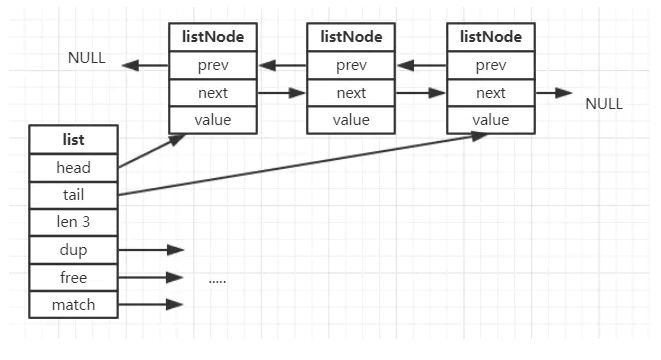 listNode
prev
next
value
listNode
prev
next
value
listNode
prev
next
value
NULL
NULL
list
head
tail
len 3
dup
free
match
.....